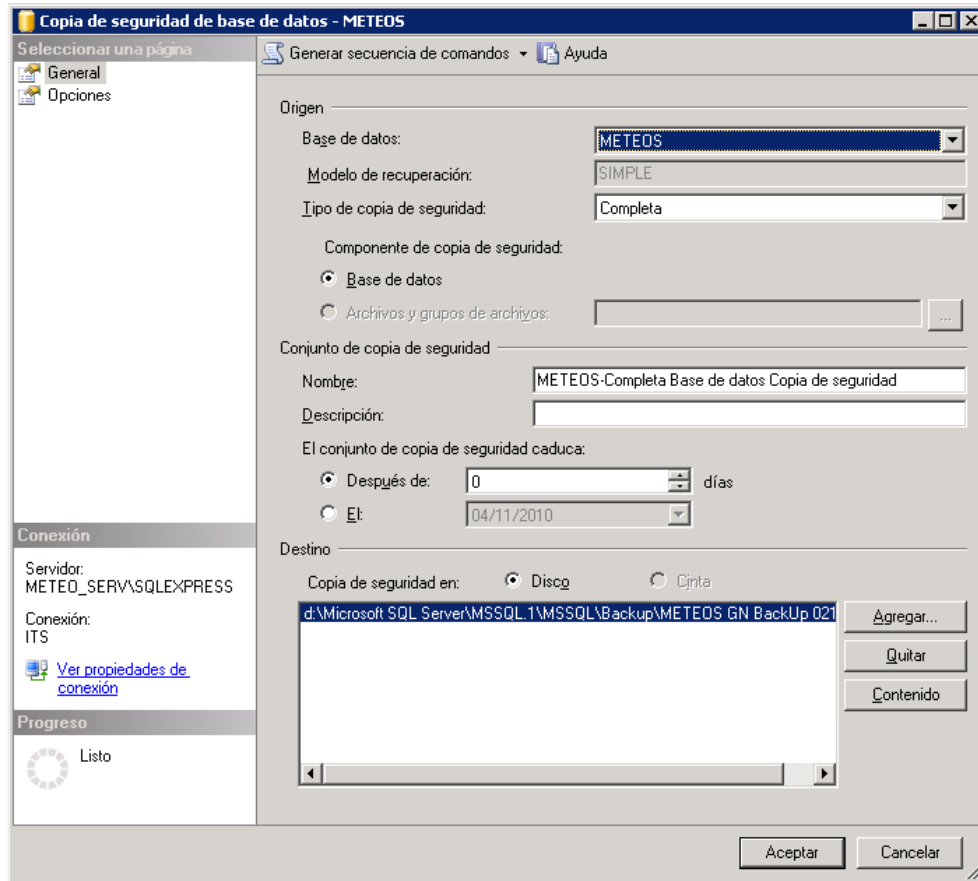 Copia de seguridad de base de datos - METEOS
Seleccionar una página
General
Opciones
Generar secuencia de comandos
Ayuda
Origen
Base de datos:
METEOS
Modelo de recuperación:
SIMPLE
Tipo de copia de seguridad:
Completa
Componente de copia de seguridad:
Base de datos
Archivos y grupos de archivos:
...
Conjunto de copia de seguridad
Nombre:
METEOS-Completa Base de datos Copia de seguridad
Descripción:
El conjunto de copia de seguridad caduca:
Después de:
0
días
El:
04/11/2010
Destino
Copia de seguridad en:
Disco
Cinta
d:\Microsoft SQL Server\MSSQL.1\MSSQL\Backup\METEOS GN BackUp 021
Agregar...
Quitar
Contenido
Conexión
Servidor:
METEO_SERV\SQLEXPRESS
Conexión:
ITS
Ver propiedades de
conexión
Progreso
Listo
Aceptar
Cancelar